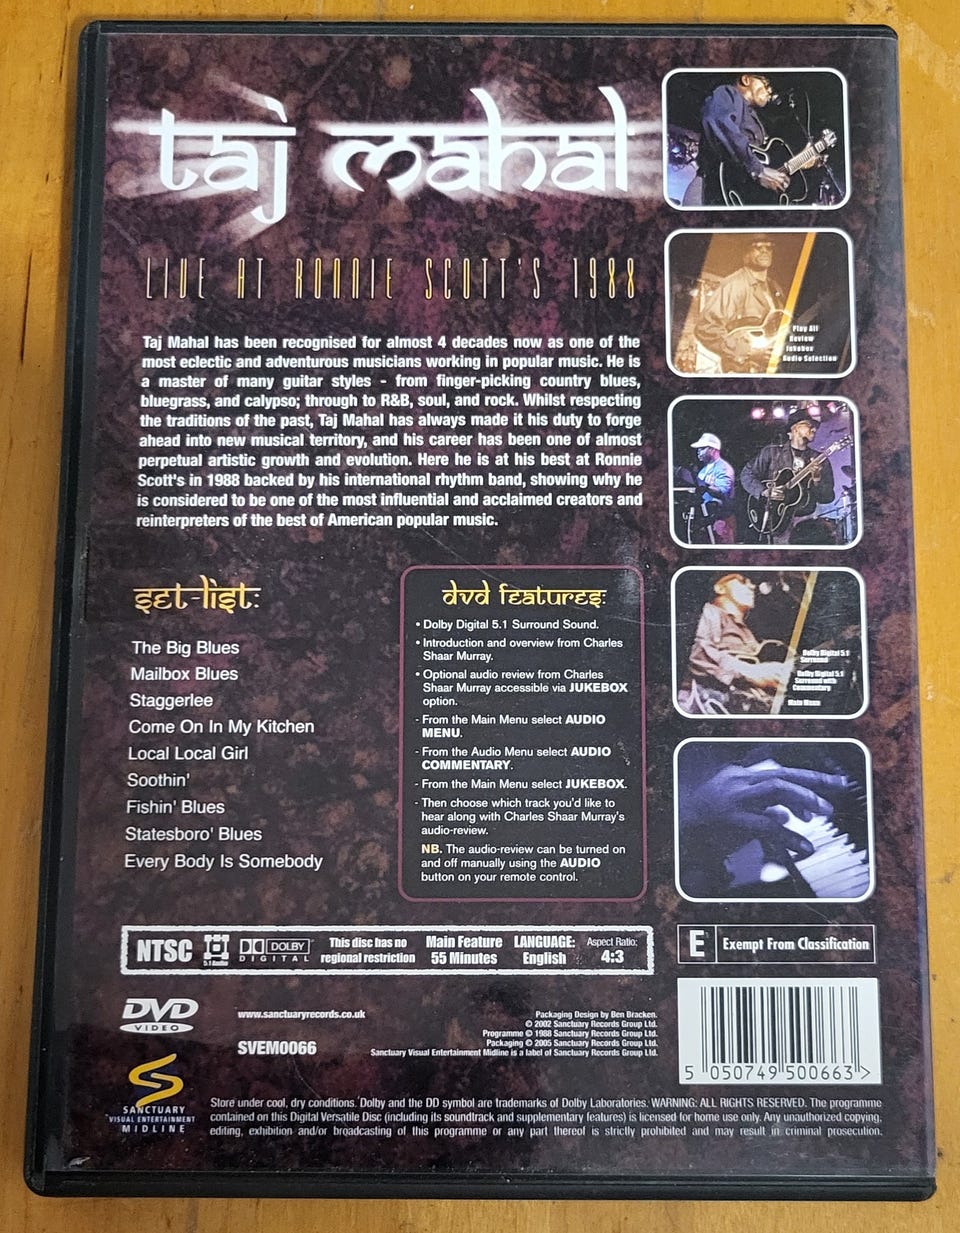 taj mahal
LIVE AT RONNIE SCOTT'S 1988
Taj Mahal has been recognised for almost 4 decades now as one of the
most eclectic and adventurous musicians working in popular music. He is
a master of many guitar styles - from finger-picking country blues,
bluegrass, and calypso; through to R&B, soul, and rock. Whilst respecting
the traditions of the past, Taj Mahal has always made it his duty to forge
ahead into new musical territory, and his career has been one of almost
perpetual artistic growth and evolution. Here he is at his best at Ronnie
Scott's in 1988 backed by his international rhythm band, showing why he
is considered to be one of the most influential and acclaimed creators and
reinterpreters of the best of American popular music.
Play All
Review
Jukebox
Audio Selection
set-list:
The Big Blues
Mailbox Blues
Staggerlee
Come On In My Kitchen
Local Local Girl
Soothin'
Fishin' Blues
Statesboro' Blues
Every Body Is Somebody
dvd features:
• Dolby Digital 5.1 Surround Sound.
• Introduction and overview from Charles
Shaar Murray.
• Optional audio review from Charles
Shaar Murray accessible via JUKEBOX
option.
- From the Main Menu select AUDIO
MENU.
- From the Audio Menu select AUDIO
COMMENTARY.
- From the Main Menu select JUKEBOX.
- Then choose which track you'd like to
hear along with Charles Shaar Murray's
audio-review.
NB. The audio-review can be turned on
and off manually using the AUDIO
button on your remote control.
Dolby Digital 5.1
Surround
Dolby Digital 5.1
Surround with
Commentary
Main Menu
NTSC
5.1 Audio
DOLBY
DIGITAL
This disc has no
regional restriction
Main Feature
55 Minutes
LANGUAGE:
English
Aspect Ratio:
4:3
E Exempt From Classification
DVD
VIDEO
www.sanctuaryrecords.co.uk
SVEM0066
Packaging Design by Ben Bracken.
© 2002 Sanctuary Records Group Ltd.
Programme © 1988 Sanctuary Records Group Ltd.
Packaging © 2005 Sanctuary Records Group Ltd.
Sanctuary Visual Entertainment Midline is a label of Sanctuary Records Group Ltd.
5 050749 500663 >
SANCTUARY
VISUAL ENTERTAINMENT
MIDLINE
Store under cool, dry conditions. Dolby and the DD symbol are trademarks of Dolby Laboratories. WARNING: ALL RIGHTS RESERVED. The programme
contained on this Digital Versatile Disc (including its soundtrack and supplementary features) is licensed for home use only. Any unauthorized copying,
editing, exhibition and/or broadcasting of this programme or any part thereof is strictly prohibited and may result in criminal prosecution.